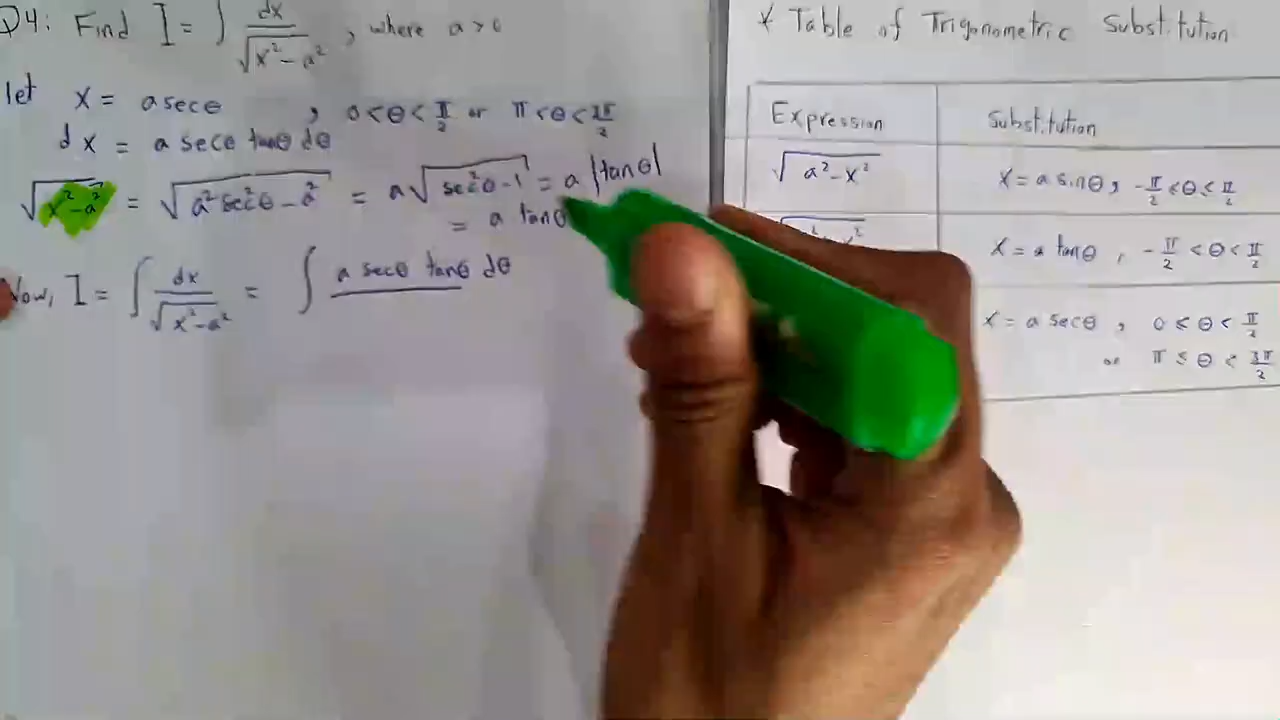 Q4: Find I = ∫ dx / √(x² - a²) , where a > 0
let x = a secθ , 0 < θ < π/2 or π < θ < 3π/2
dx = a secθ tanθ dθ
√(x² - a²) = √(a² sec²θ - a²) = a √(sec²θ - 1) = a |tanθ|
= a tanθ
Now, I = ∫ dx / √(x² - a²) = ∫ a secθ tanθ dθ
* Table of Trigonometric Substitution
Expression Substitution
√(a² - x²) x = a sinθ, -π/2 < θ < π/2
x = a tanθ , -π/2 < θ < π/2
x = a secθ , 0 < θ < π/2
or π ≤ θ < 3π/2